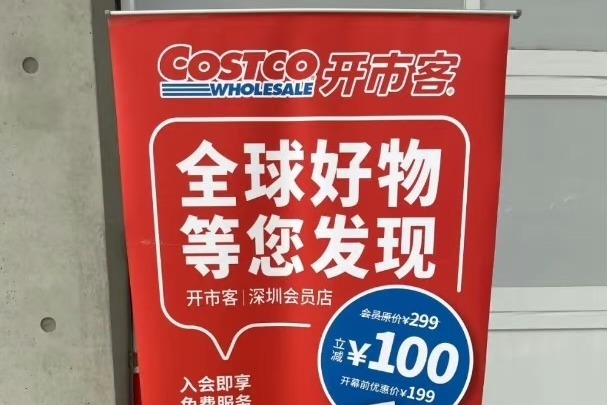 COSTCO
WHOLESALE
开市客
全球好物
等您发现
开市客|深圳会员店
会员原价¥299
立减 ¥100
开幕前优惠价¥199
入会即享
免费服务